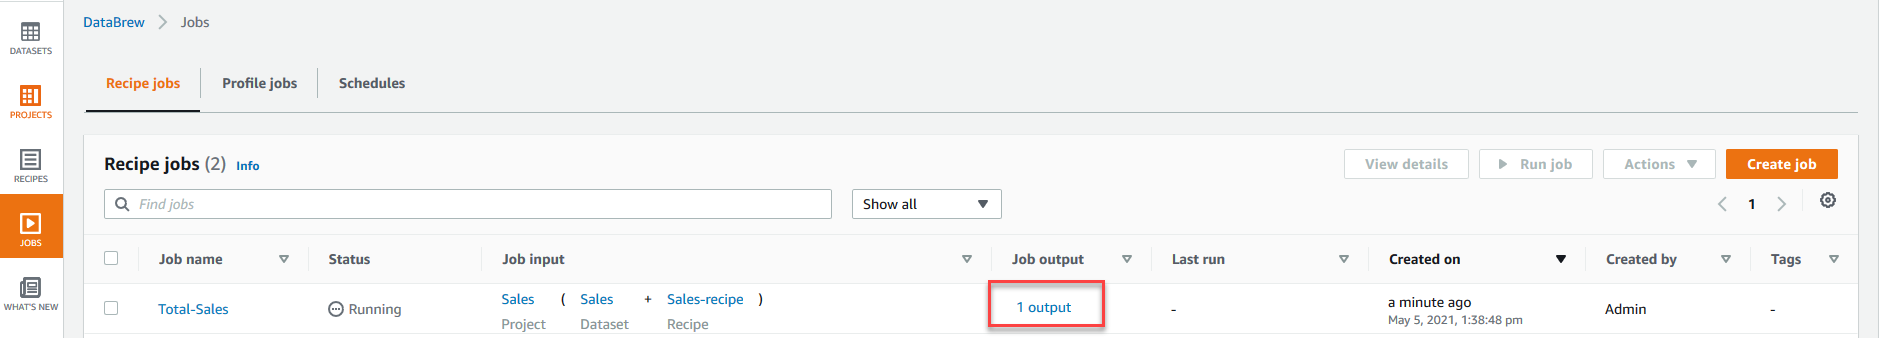 DataBrew > Jobs
DATASETS
PROJECTS
RECIPES
JOBS
WHAT'S NEW
Recipe jobs Profile jobs Schedules
Recipe jobs (2) Info View details Run job Actions Create job
Find jobs Show all 1
Job name Status Job input Job output Last run Created on Created by Tags
Total-Sales Running Sales ( Sales + Sales-recipe ) 1 output - a minute ago Admin -
Project Dataset Recipe May 5, 2021, 1:38:48 pm